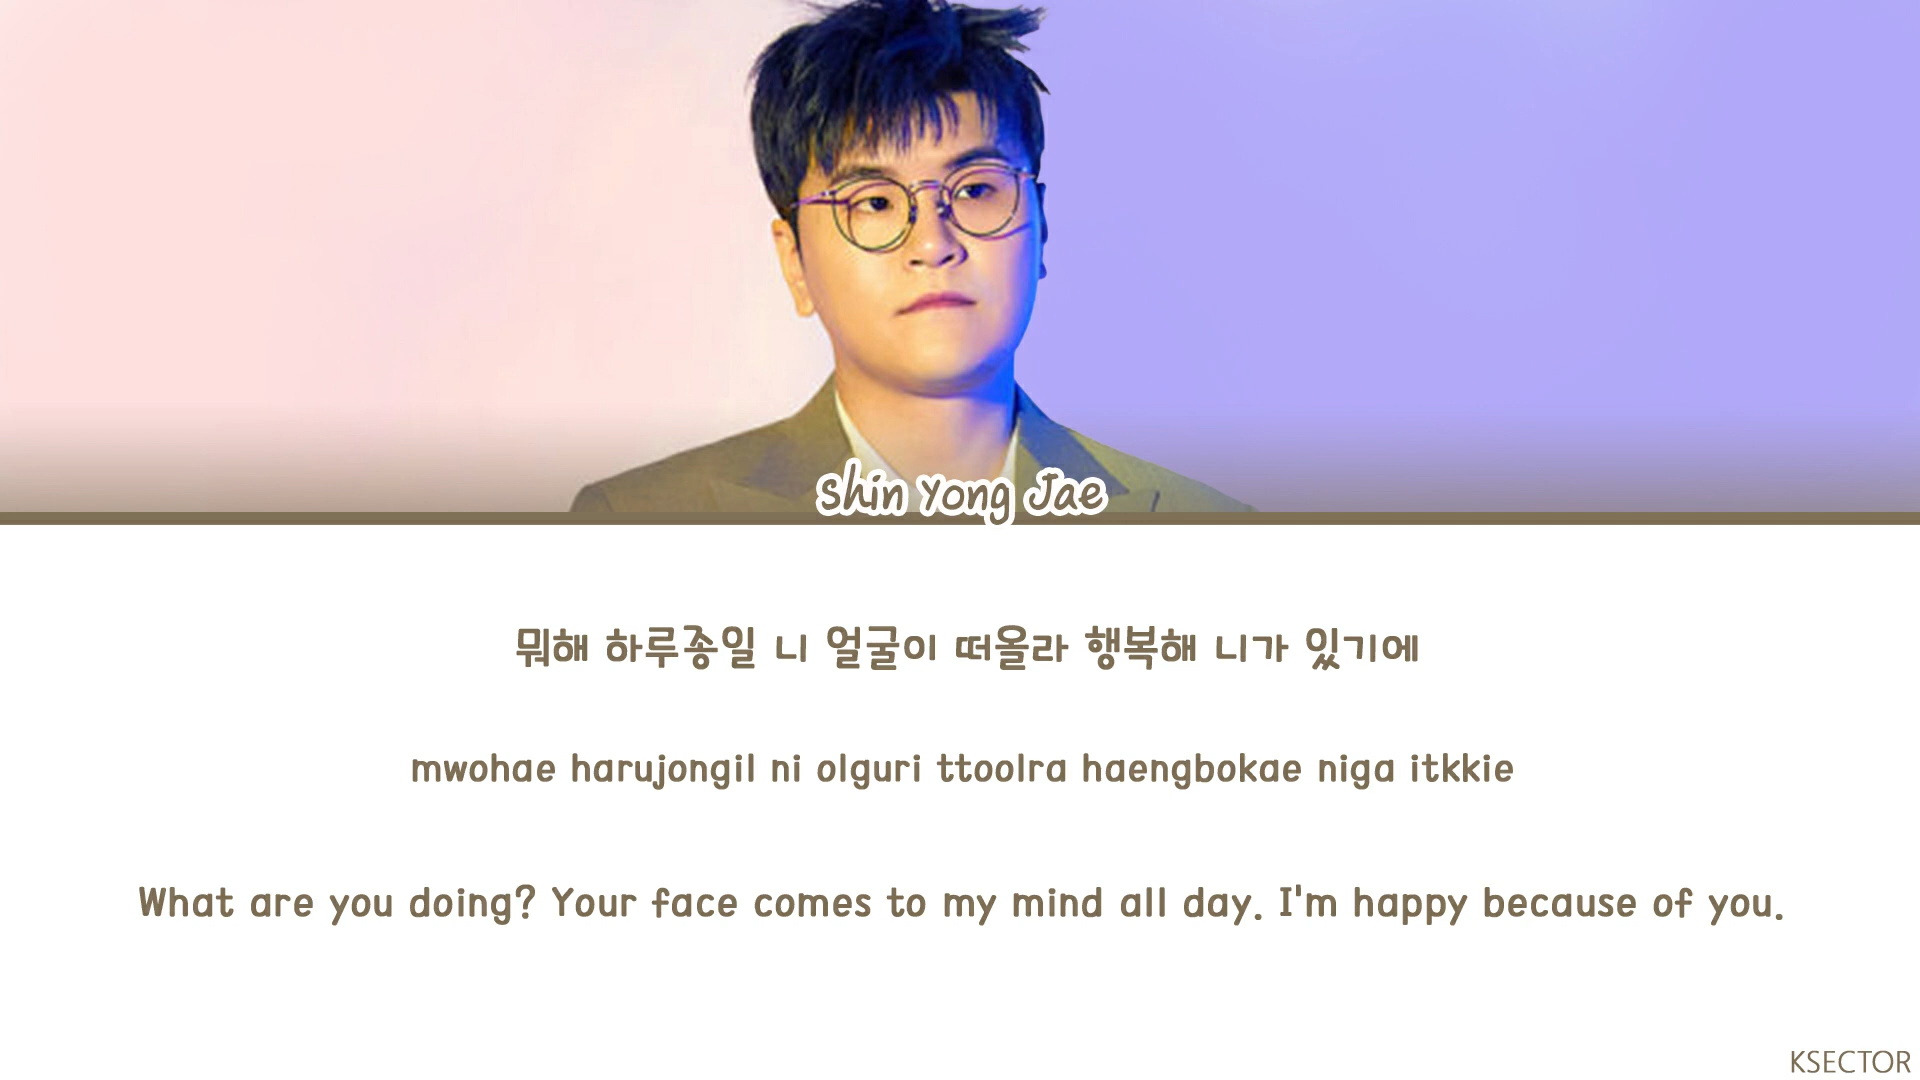 Shin Yong Jae
뭐해 하루종일 니 얼굴이 떠올라 행복해 니가 있기에
mwohae harujongil ni olguri ttoolra haengbokae niga itkkie
What are you doing? Your face comes to my mind all day. I'm happy because of you.
KSECTOR